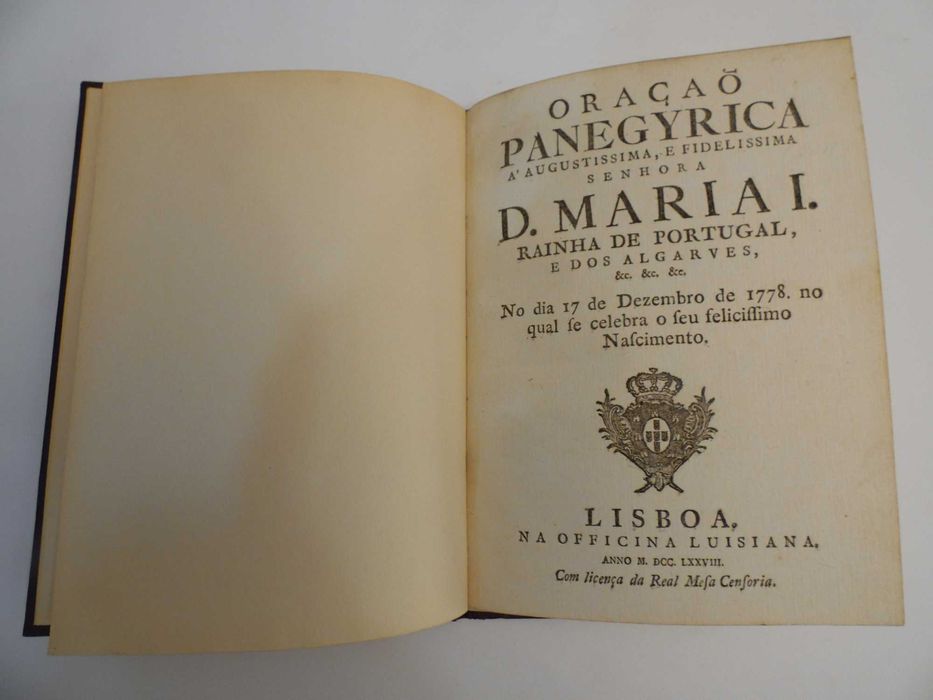 ORAÇAÕ
PANEGYRICA
A' AUGUSTISSIMA, E FIDELISSIMA
SENHORA
D. MARIA I.
RAINHA DE PORTUGAL,
E DOS ALGARVES,
&c. &c. &c.
No dia 17 de Dezembro de 1778. no
qual ſe celebra o ſeu feliciſſimo
Naſcimento.
LISBOA,
NA OFFICINA LUISIANA.
ANNO M. DCC. LXXVIII.
Com licença da Real Meſa Cenſoria.